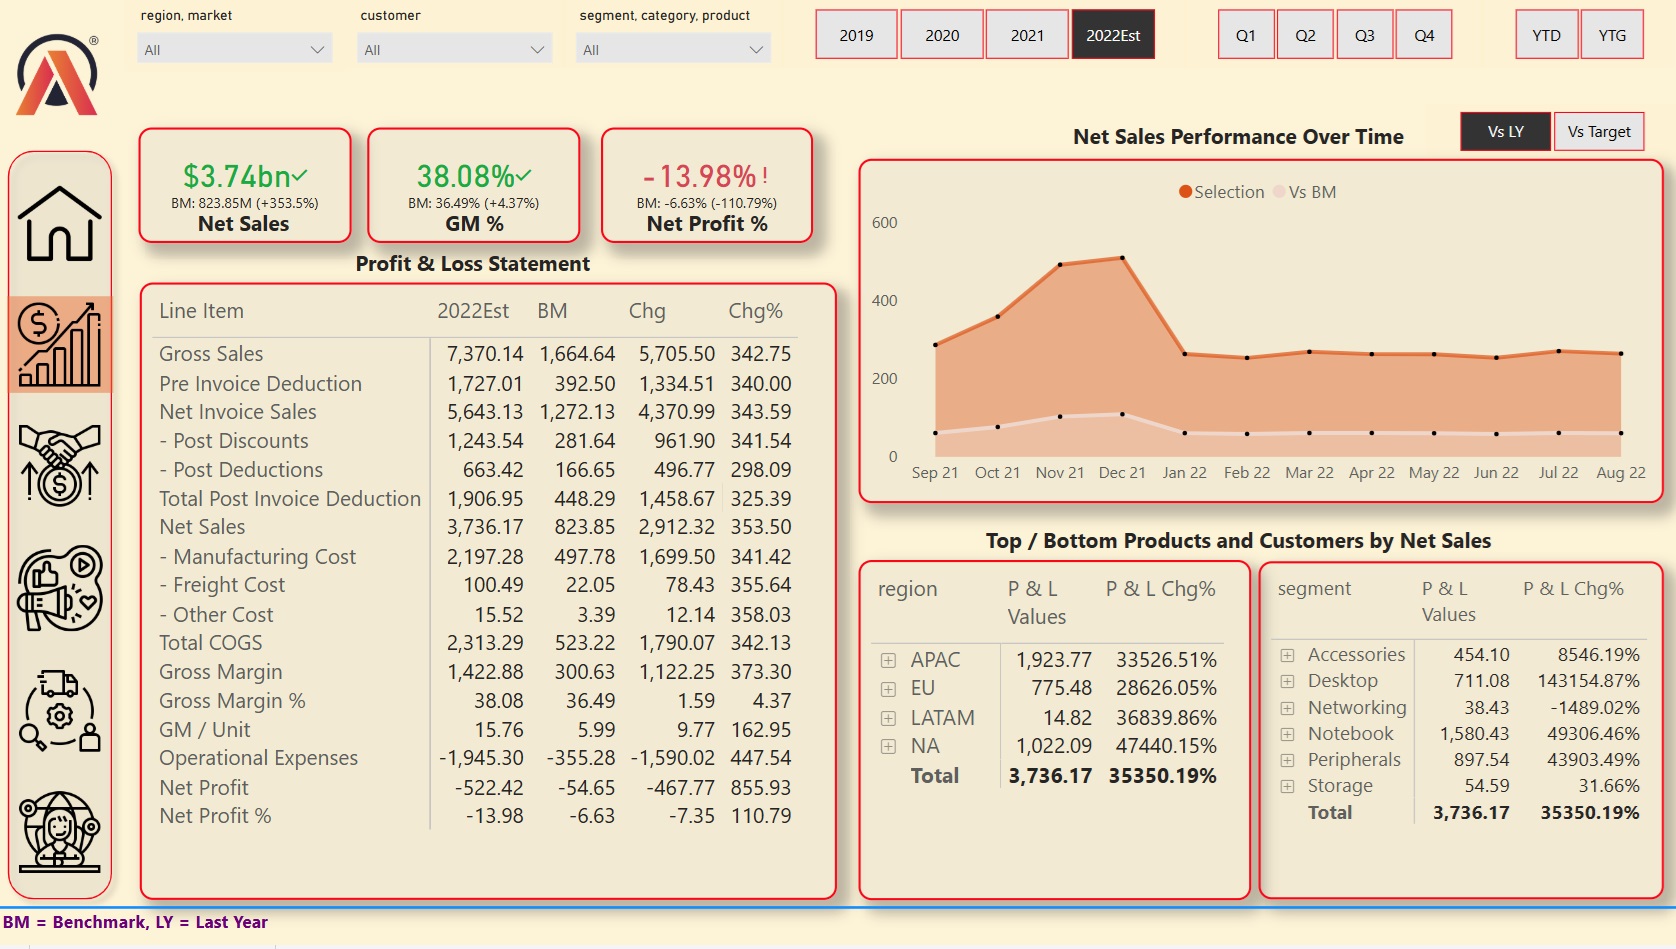 region, market
customer
segment, category, product
All
All
All
2019 2020 2021 2022Est
Q1 Q2 Q3 Q4
YTD YTG
®
$3.74bn
BM: 823.85M (+353.5%)
Net Sales
38.08%
BM: 36.49% (+4.37%)
GM %
-13.98% !
BM: -6.63% (-110.79%)
Net Profit %
Net Sales Performance Over Time
Vs LY Vs Target
Selection Vs BM
600
400
200
0
Sep 21 Oct 21 Nov 21 Dec 21 Jan 22 Feb 22 Mar 22 Apr 22 May 22 Jun 22 Jul 22 Aug 22
Profit & Loss Statement
Line Item 2022Est BM Chg Chg%
Gross Sales 7,370.14 1,664.64 5,705.50 342.75
Pre Invoice Deduction 1,727.01 392.50 1,334.51 340.00
Net Invoice Sales 5,643.13 1,272.13 4,370.99 343.59
- Post Discounts 1,243.54 281.64 961.90 341.54
- Post Deductions 663.42 166.65 496.77 298.09
Total Post Invoice Deduction 1,906.95 448.29 1,458.67 325.39
Net Sales 3,736.17 823.85 2,912.32 353.50
- Manufacturing Cost 2,197.28 497.78 1,699.50 341.42
- Freight Cost 100.49 22.05 78.43 355.64
- Other Cost 15.52 3.39 12.14 358.03
Total COGS 2,313.29 523.22 1,790.07 342.13
Gross Margin 1,422.88 300.63 1,122.25 373.30
Gross Margin % 38.08 36.49 1.59 4.37
GM / Unit 15.76 5.99 9.77 162.95
Operational Expenses -1,945.30 -355.28 -1,590.02 447.54
Net Profit -522.42 -54.65 -467.77 855.93
Net Profit % -13.98 -6.63 -7.35 110.79
Top / Bottom Products and Customers by Net Sales
region P & L Values P & L Chg%
APAC 1,923.77 33526.51%
EU 775.48 28626.05%
LATAM 14.82 36839.86%
NA 1,022.09 47440.15%
Total 3,736.17 35350.19%
segment P & L Values P & L Chg%
Accessories 454.10 8546.19%
Desktop 711.08 143154.87%
Networking 38.43 -1489.02%
Notebook 1,580.43 49306.46%
Peripherals 897.54 43903.49%
Storage 54.59 31.66%
Total 3,736.17 35350.19%
BM = Benchmark, LY = Last Year